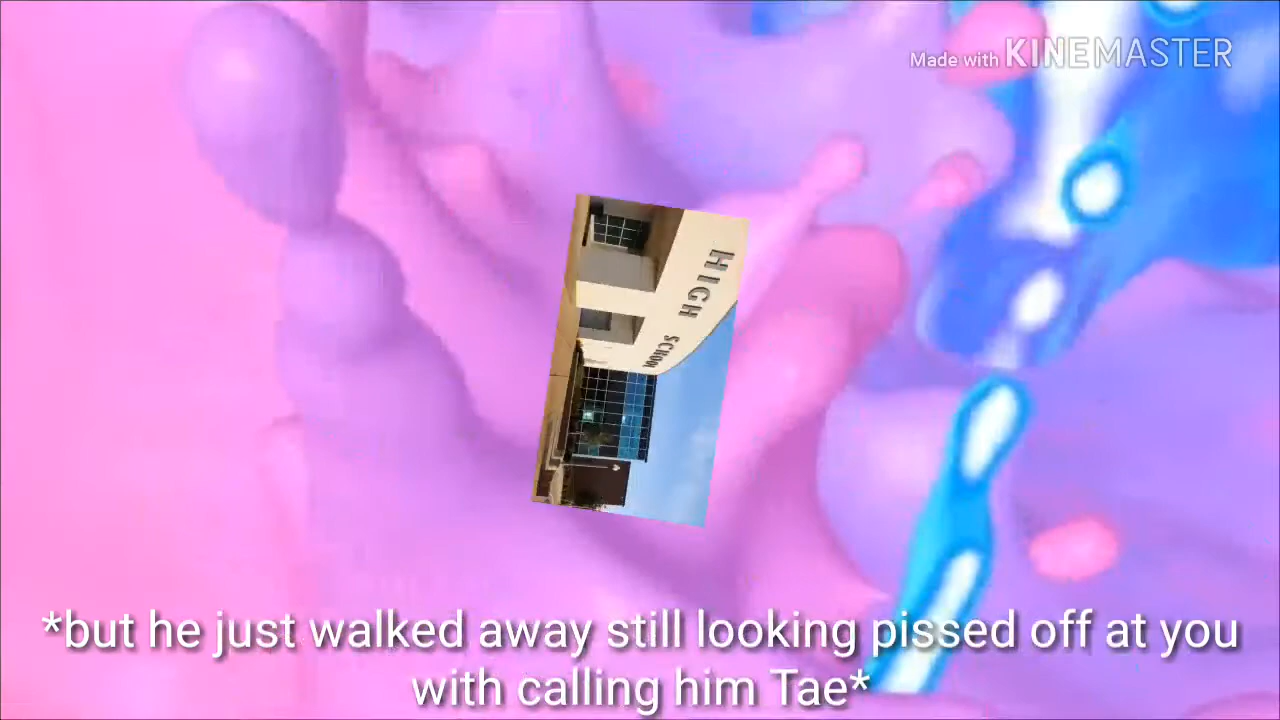 Made with KINEMASTER
HIGH SCHOOL
*but he just walked away still looking pissed off at you
with calling him Tae*